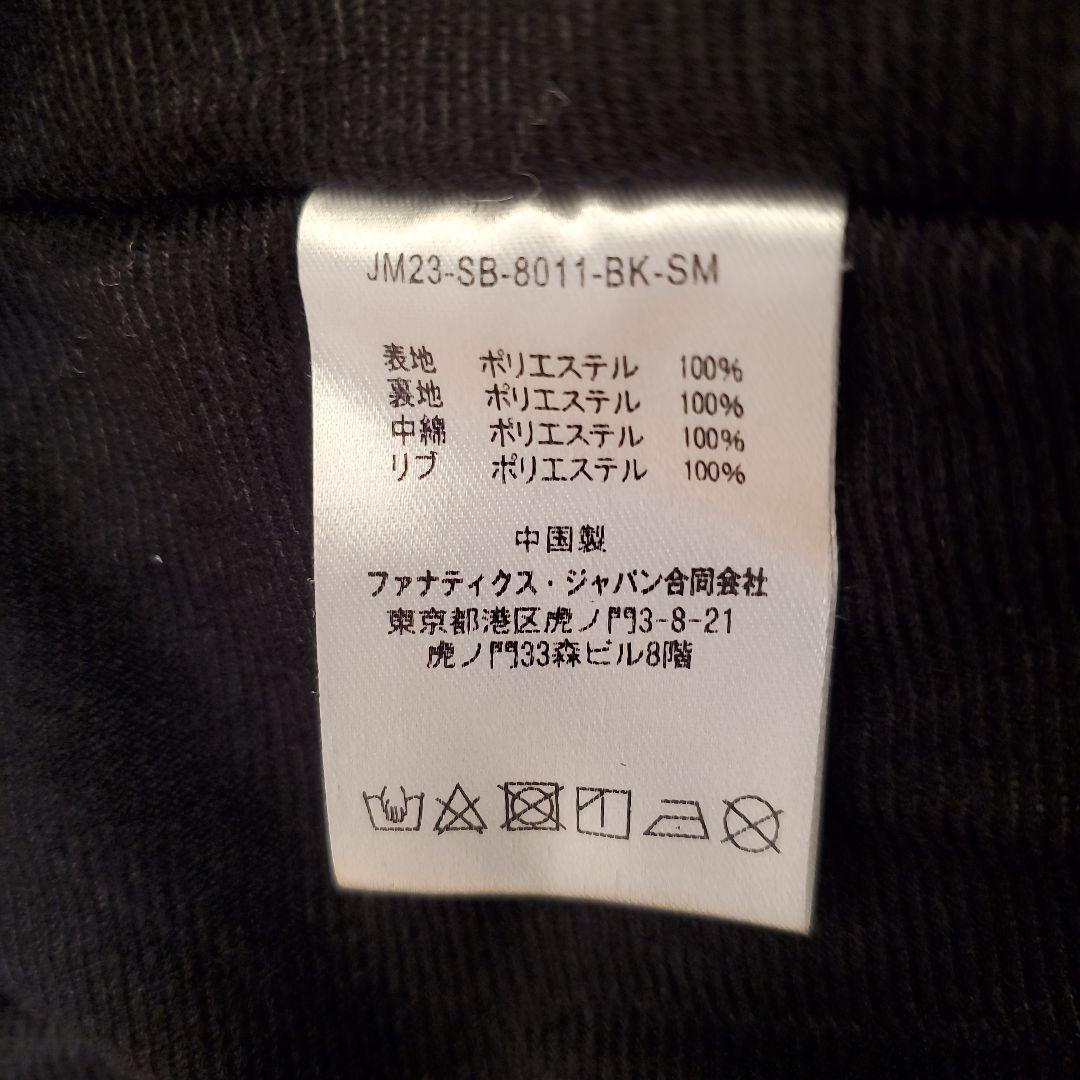 JM23-SB-8011-BK-SM
表地 ポリエステル 100%
裏地 ポリエステル 100%
中綿 ポリエステル 100%
リブ ポリエステル 100%
中国製
ファナティクス・ジャパン合同会社
東京都港区虎ノ門3-8-21
虎ノ門33森ビル8階